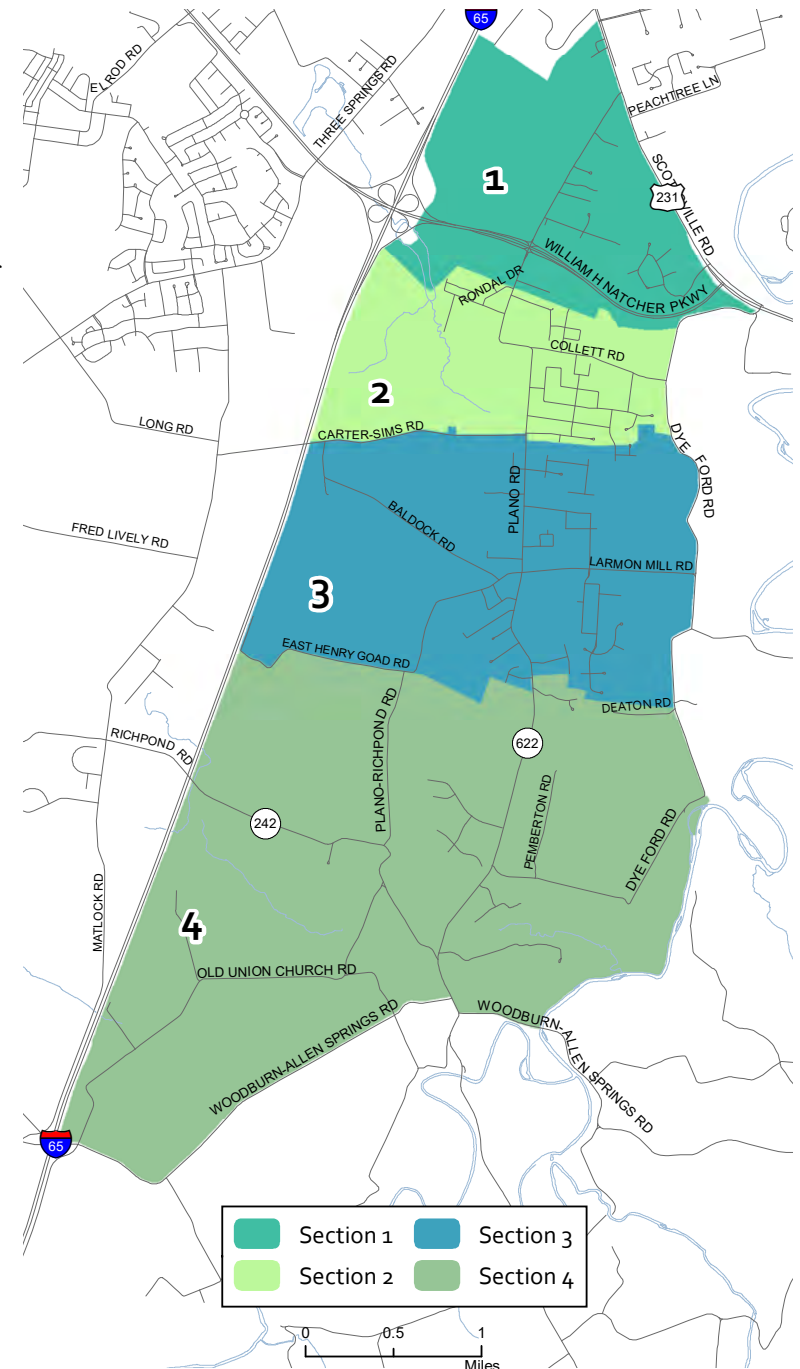 65
ELROD RD
THREE SPRINGS RD
PEACHTREE LN
1
SCOTTSVILLE RD
231
WILLIAM H NATCHER PKWY
RONDAL DR
COLLETT RD
2
LONG RD
CARTER-SIMS RD
DYE FORD RD
PLANO RD
BALDOCK RD
FRED LIVELY RD
LARMON MILL RD
3
EAST HENRY GOAD RD
DEATON RD
PLANO-RICHPOND RD
RICHPOND RD
622
242
PEMBERTON RD
DYE FORD RD
MATLOCK RD
4
OLD UNION CHURCH RD
WOODBURN-ALLEN SPRINGS RD
WOODBURN-ALLEN SPRINGS RD
65
Section 1
Section 3
Section 2
Section 4
0 0.5 1
Miles